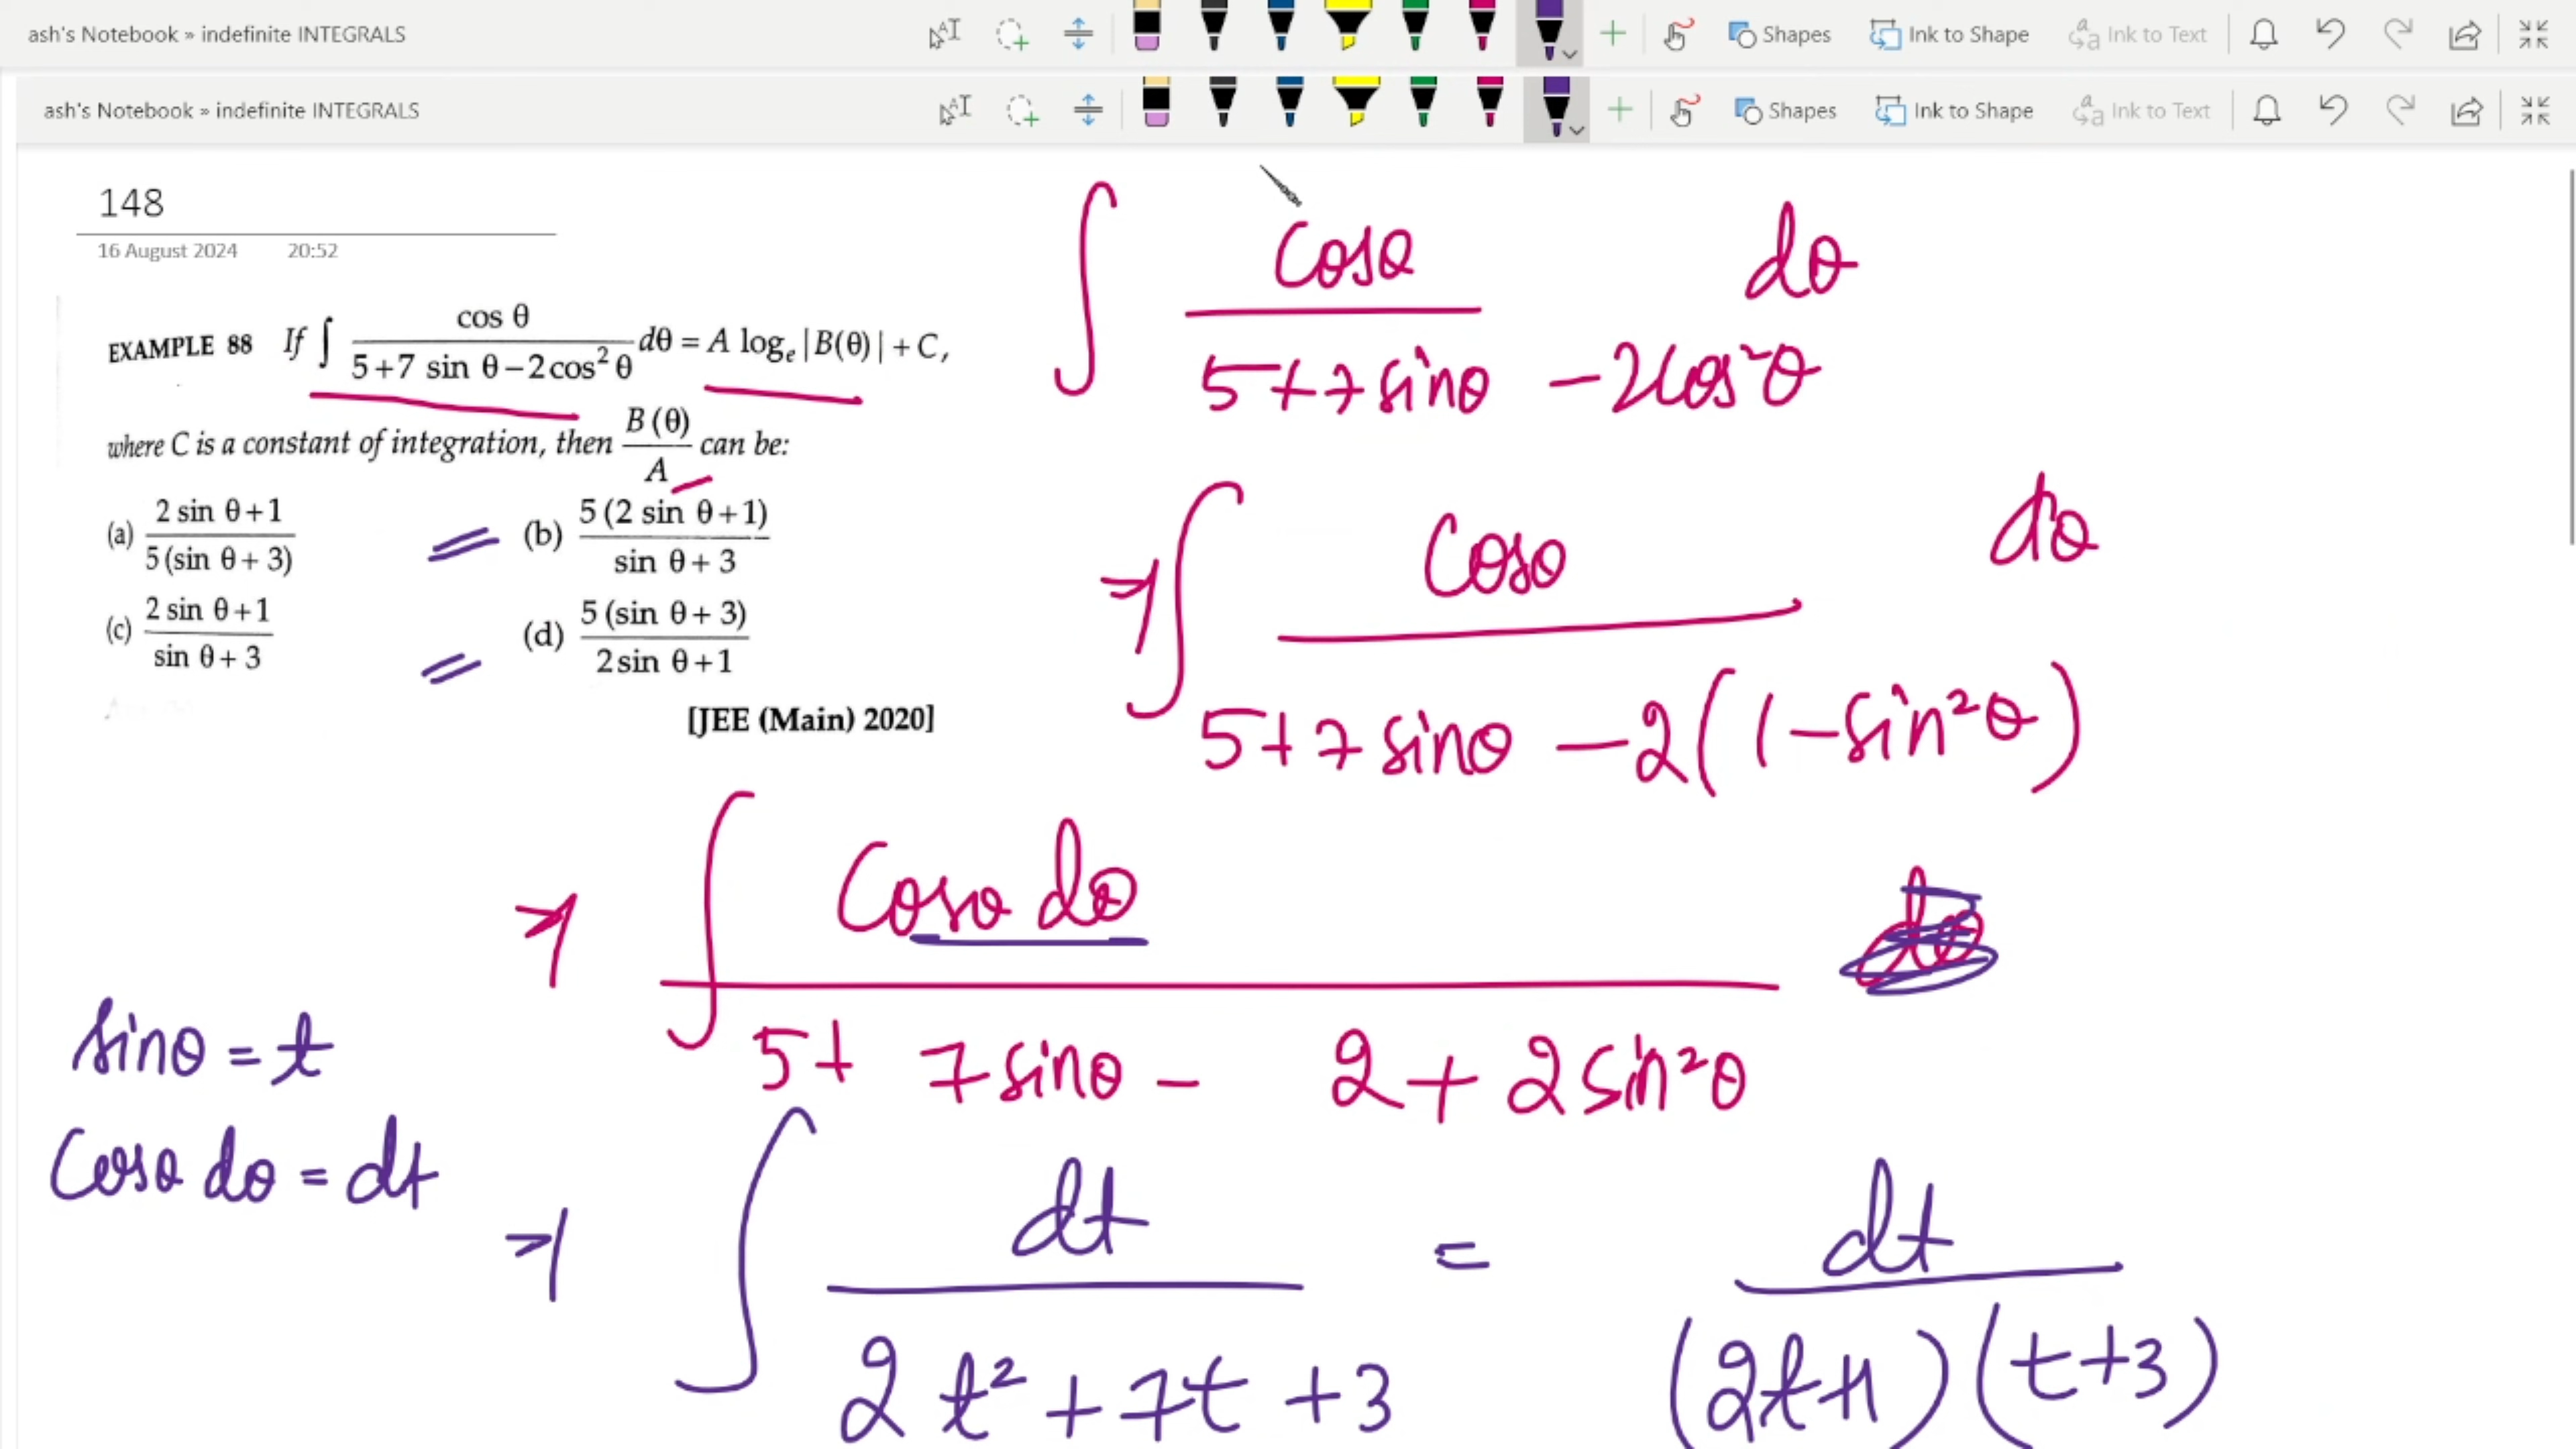 ash's Notebook » indefinite INTEGRALS
Shapes Ink to Shape Ink to Text
ash's Notebook » indefinite INTEGRALS
Shapes Ink to Shape Ink to Text
148
16 August 2024 20:52
EXAMPLE 88 If ∫ cos θ / (5+7 sin θ−2cos² θ) dθ = A logₑ |B(θ)| + C,
where C is a constant of integration, then B(θ)/A can be:
(a) (2 sin θ+1) / (5(sin θ+3)) (b) (5(2 sin θ+1)) / (sin θ+3)
(c) (2 sin θ+1) / (sin θ+3) (d) (5(sin θ+3)) / (2sin θ+1)
[JEE (Main) 2020]
∫ cosθ / (5+7sinθ −2cos²θ) dθ
⇒ ∫ cosθ / (5+7sinθ −2(1−sin²θ)) dθ
⇒ ∫ cosθ dθ / (5+ 7sinθ − 2+2sin²θ)
sinθ = t
cosθ dθ = dt
⇒ ∫ dt / (2t²+7t+3) = dt / ((2t+1)(t+3))